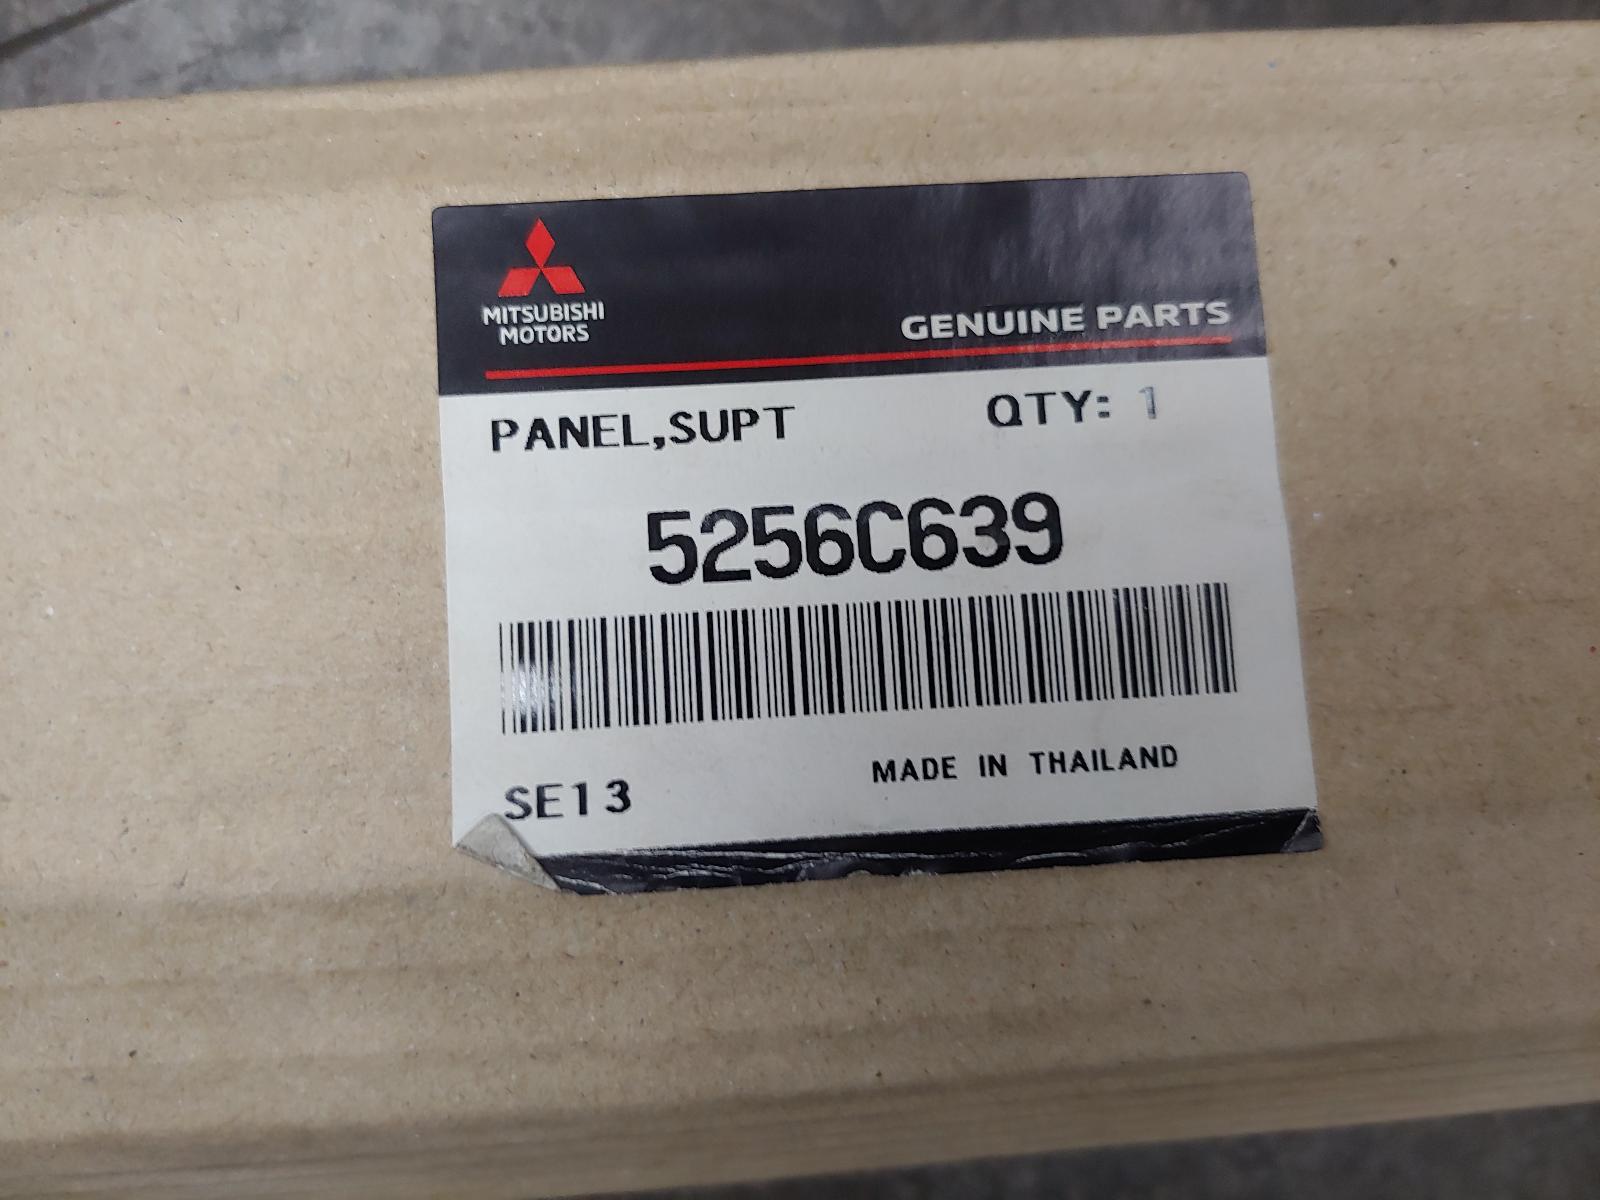 MITSUBISHI
MOTORS
GENUINE PARTS
PANEL,SUPT QTY: 1
5256C639
MADE IN THAILAND
SE13